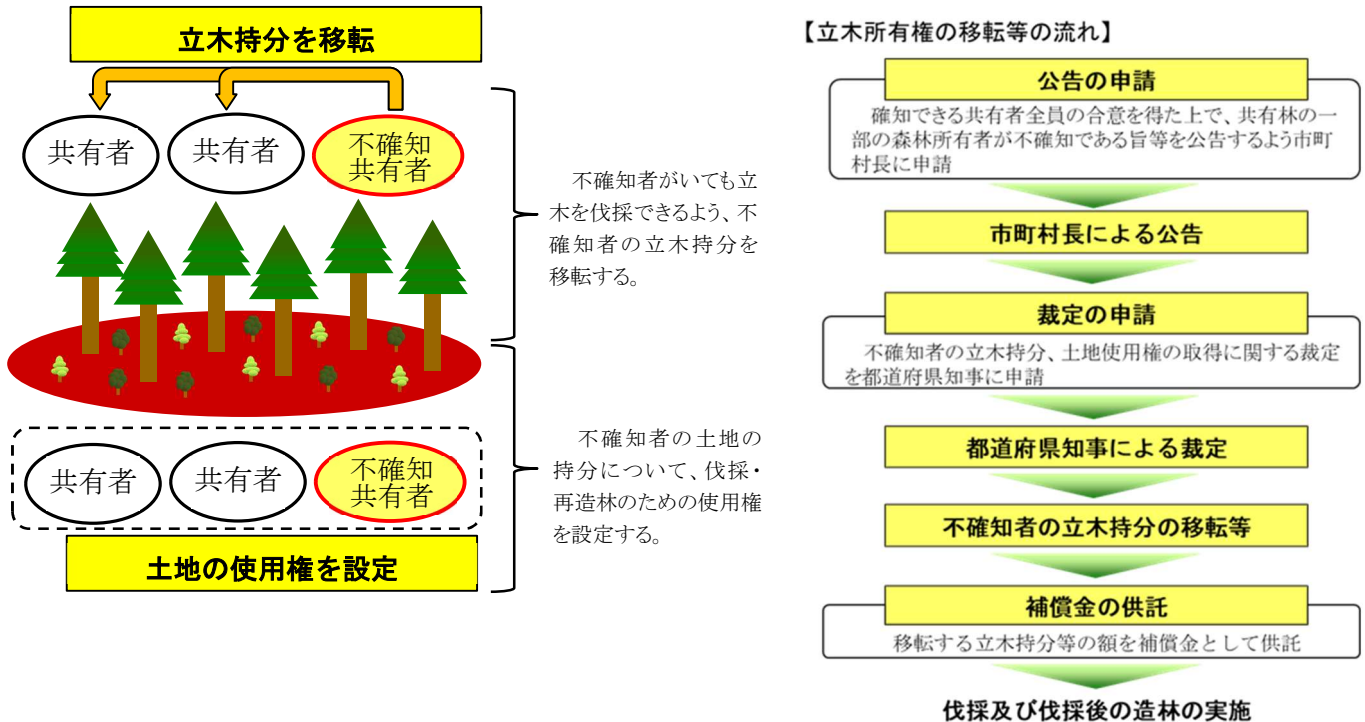 立木持分を移転
共有者
共有者
不確知
共有者
不確知者がいても立
木を伐採できるよう、不
確知者の立木持分を
移転する。
不確知者の土地の
持分について、伐採・
再造林のための使用権
を設定する。
共有者
共有者
不確知
共有者
土地の使用権を設定
【立木所有権の移転等の流れ】
公告の申請
確知できる共有者全員の合意を得た上で、共有林の一
部の森林所有者が不確知である旨等を公告するよう市町
村長に申請
市町村長による公告
裁定の申請
不確知者の立木持分、土地使用権の取得に関する裁定
を都道府県知事に申請
都道府県知事による裁定
不確知者の立木持分の移転等
補償金の供託
移転する立木持分等の額を補償金として供託
伐採及び伐採後の造林の実施